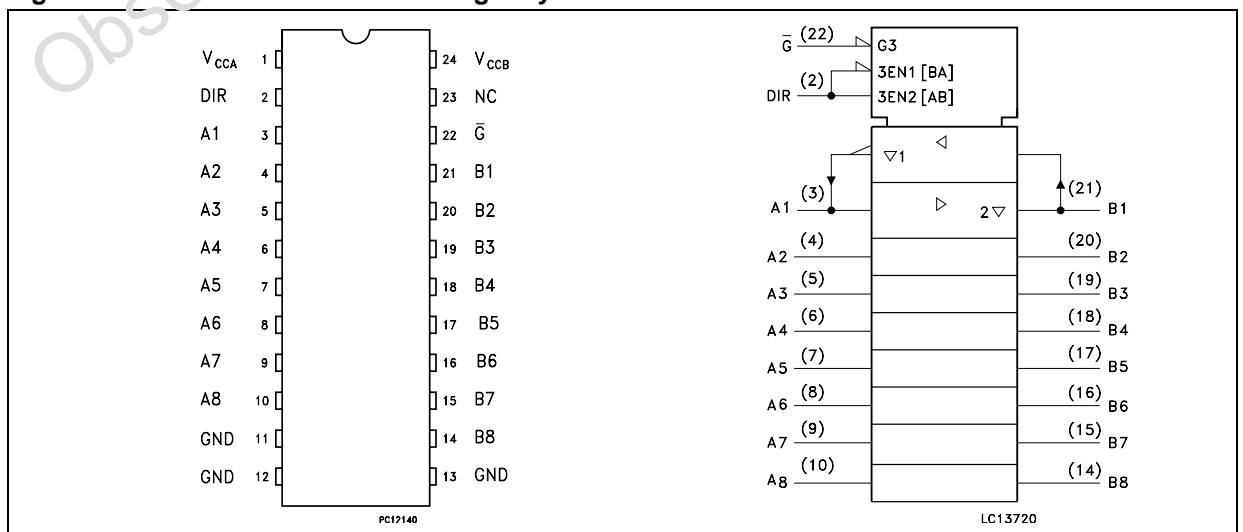 V_CCA 1
DIR 2
A1 3
A2 4
A3 5
A4 6
A5 7
A6 8
A7 9
A8 10
GND 11
GND 12
24 V_CCB
23 NC
22 G̅
21 B1
20 B2
19 B3
18 B4
17 B5
16 B6
15 B7
14 B8
13 GND
PC12140
G̅ (22) G3
3EN1 [BA]
DIR (2) 3EN2 [AB]
▽1 ◁
A1 (3) ▷ 2▽ (21) B1
A2 (4) (20) B2
A3 (5) (19) B3
A4 (6) (18) B4
A5 (7) (17) B5
A6 (8) (16) B6
A7 (9) (15) B7
A8 (10) (14) B8
LC13720